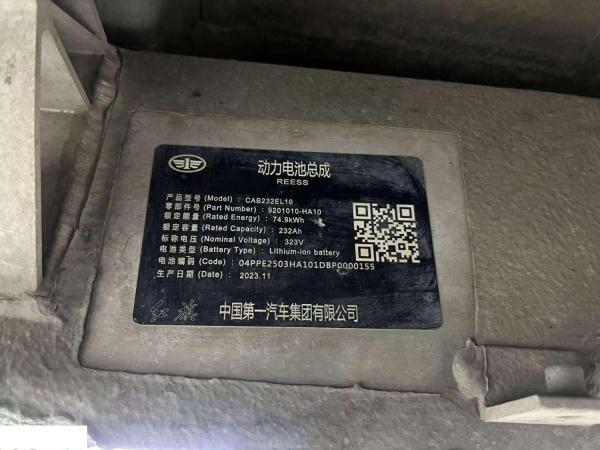 动力电池总成
REESS
产品型号(Model): CAB232EL10
零部件号(Part Number): 9201010-HA10
额定能量(Rated Energy): 74.9kWh
额定容量(Rated Capacity): 232Ah
标称电压(Nominal Voltage): 323V
电池类型(Battery Type): Lithium-ion battery
电池编码(Code): 04PPE2503HA101DBP0000155
生产日期(Date): 2023.11
红旗 中国第一汽车集团有限公司